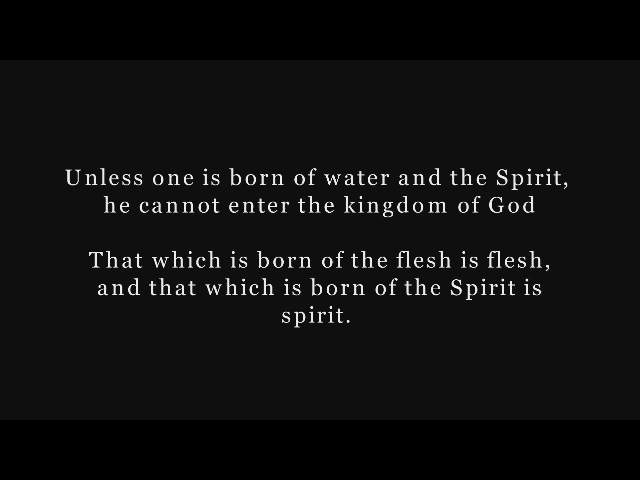 Unless one is born of water and the Spirit,
he cannot enter the kingdom of God
That which is born of the flesh is flesh,
and that which is born of the Spirit is
spirit.